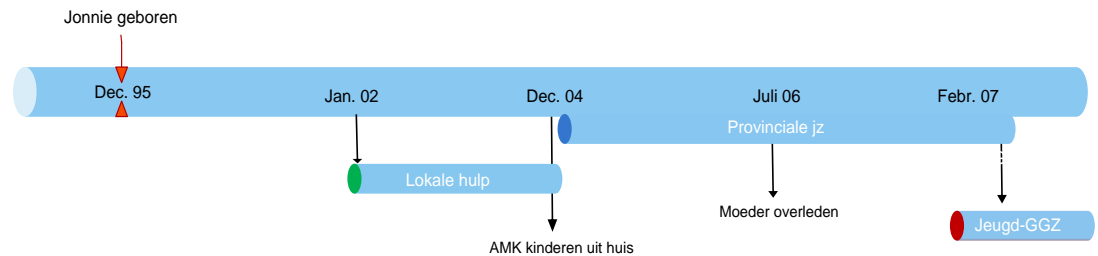 Jonnie geboren
Dec. 95
Jan. 02
Dec. 04
Juli 06
Febr. 07
Provinciale jz
Lokale hulp
Moeder overleden
Jeugd-GGZ
AMK kinderen uit huis